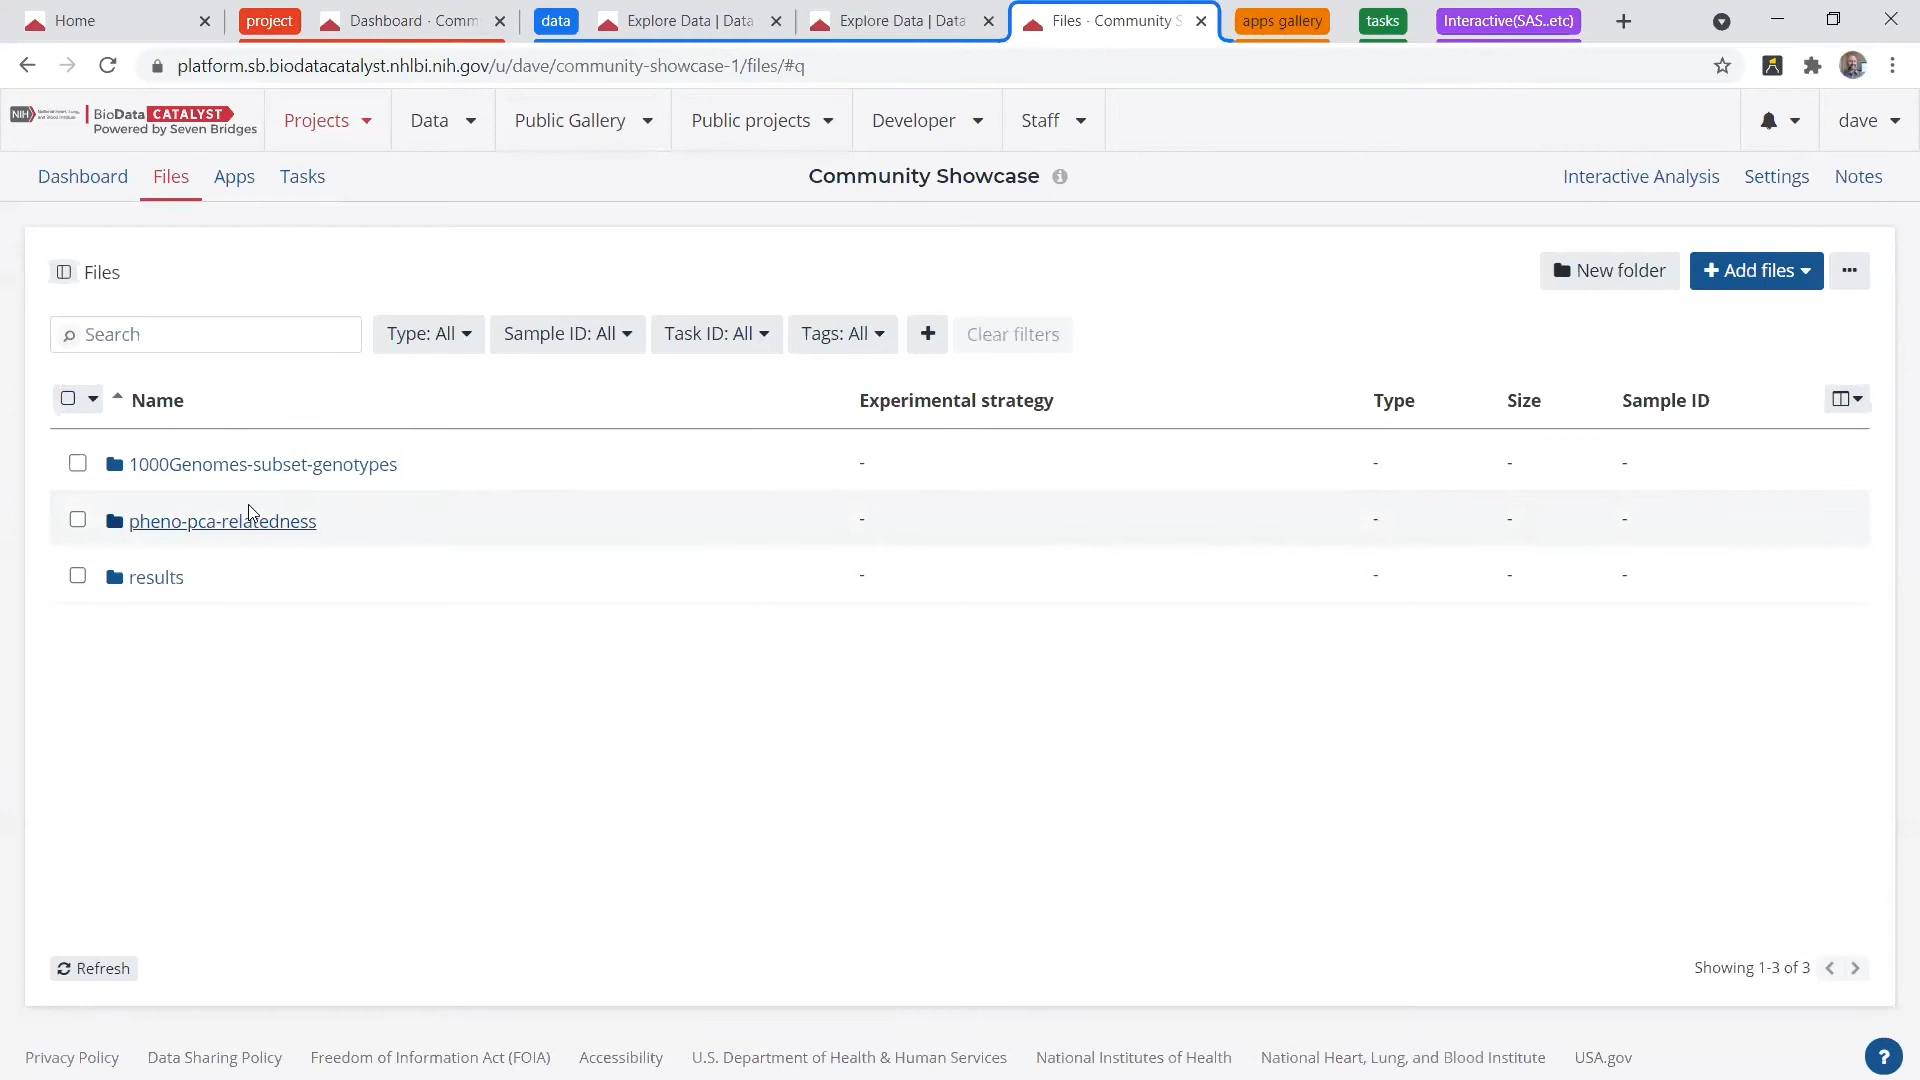 Home
project
Dashboard · Comm
data
Explore Data | Data
Explore Data | Data
Files · Community S
apps gallery
tasks
Interactive(SAS..etc)
platform.sb.biodatacatalyst.nhlbi.nih.gov/u/dave/community-showcase-1/files/#q
NIH
BioData CATALYST
Powered by Seven Bridges
Projects
Data
Public Gallery
Public projects
Developer
Staff
dave
Dashboard
Files
Apps
Tasks
Community Showcase
Interactive Analysis
Settings
Notes
Files
New folder
+ Add files
Search
Type: All
Sample ID: All
Task ID: All
Tags: All
Clear filters
Name
Experimental strategy
Type
Size
Sample ID
1000Genomes-subset-genotypes - - - -
pheno-pca-relatedness - - - -
results - - - -
Refresh
Showing 1-3 of 3
Privacy Policy
Data Sharing Policy
Freedom of Information Act (FOIA)
Accessibility
U.S. Department of Health & Human Services
National Institutes of Health
National Heart, Lung, and Blood Institute
USA.gov
?